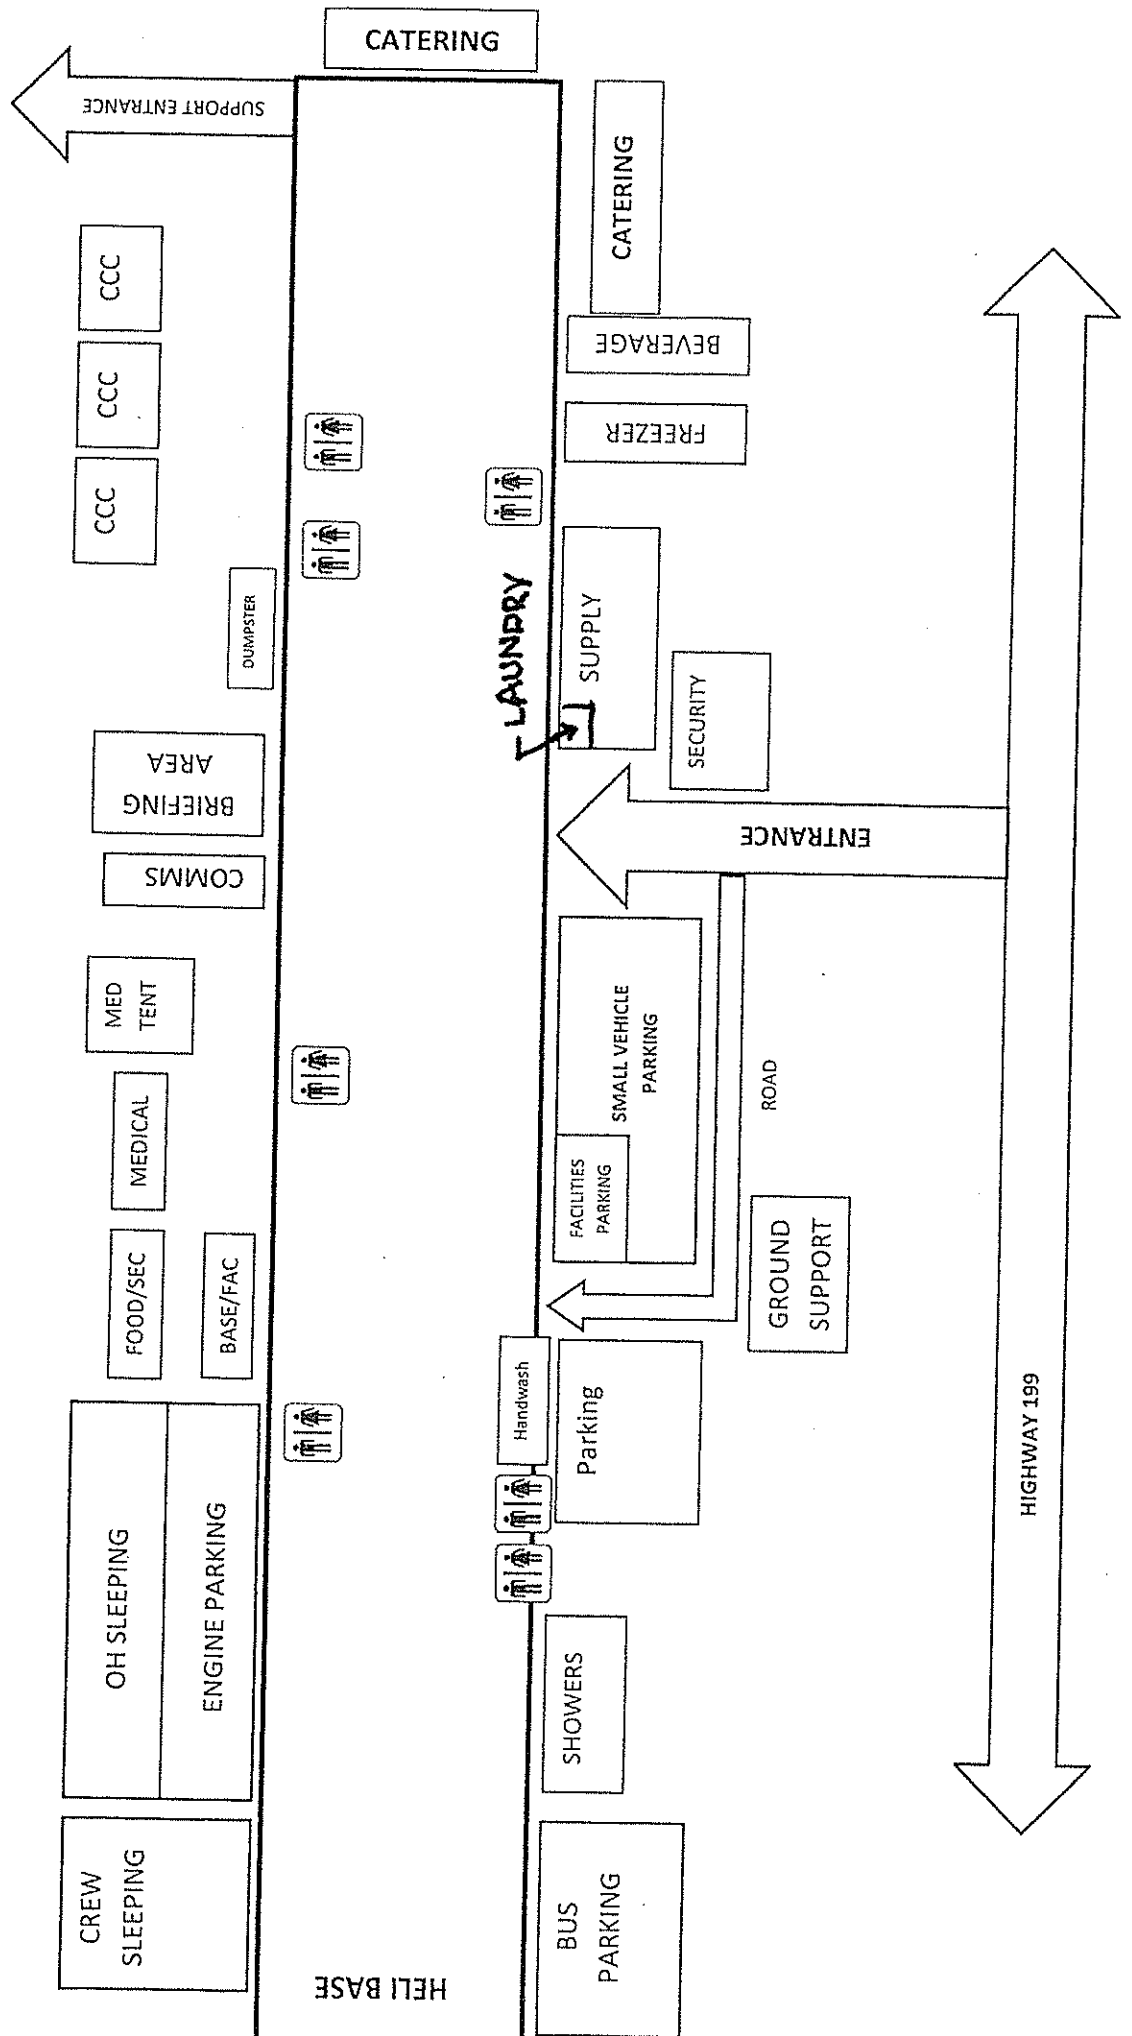 CATERING
SUPPORT ENTRANCE
CCC
CCC
CCC
CATERING
BEVERAGE
FREEZER
DUMPSTER
LAUNDRY
SUPPLY
SECURITY
BRIEFING
AREA
COMMS
ENTRANCE
MED
TENT
MEDICAL
SMALL VEHICLE
PARKING
FACILITIES
PARKING
ROAD
FOOD/SEC
BASE/FAC
GROUND
SUPPORT
Handwash
Parking
OH SLEEPING
ENGINE PARKING
HIGHWAY 199
SHOWERS
CREW
SLEEPING
BUS
PARKING
HELI BASE